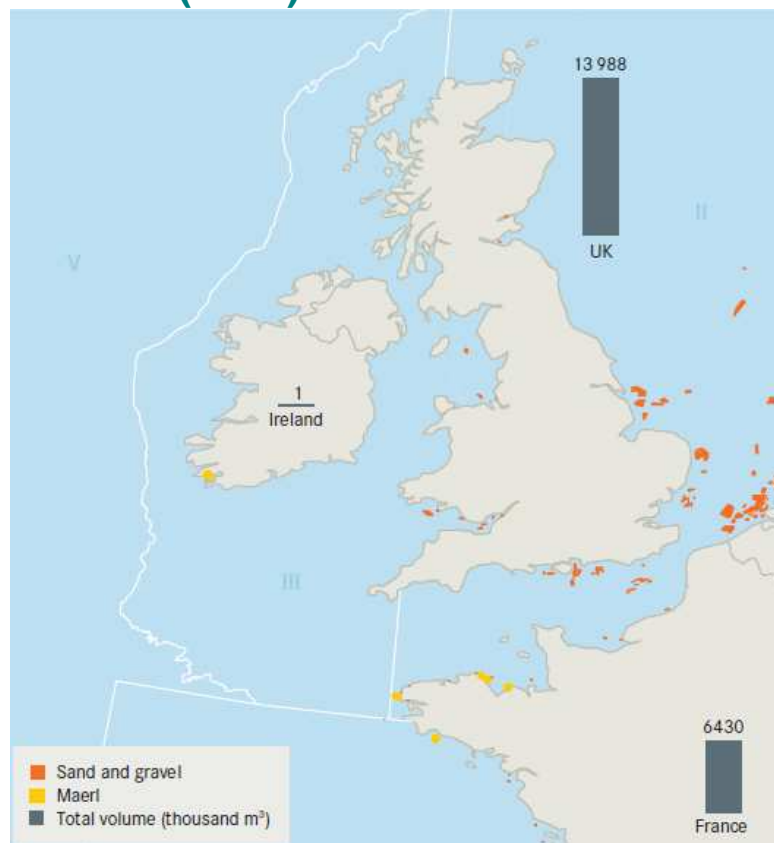 13 988
UK
II
V
1
Ireland
III
6430
France
Sand and gravel
Maerl
Total volume (thousand m³)